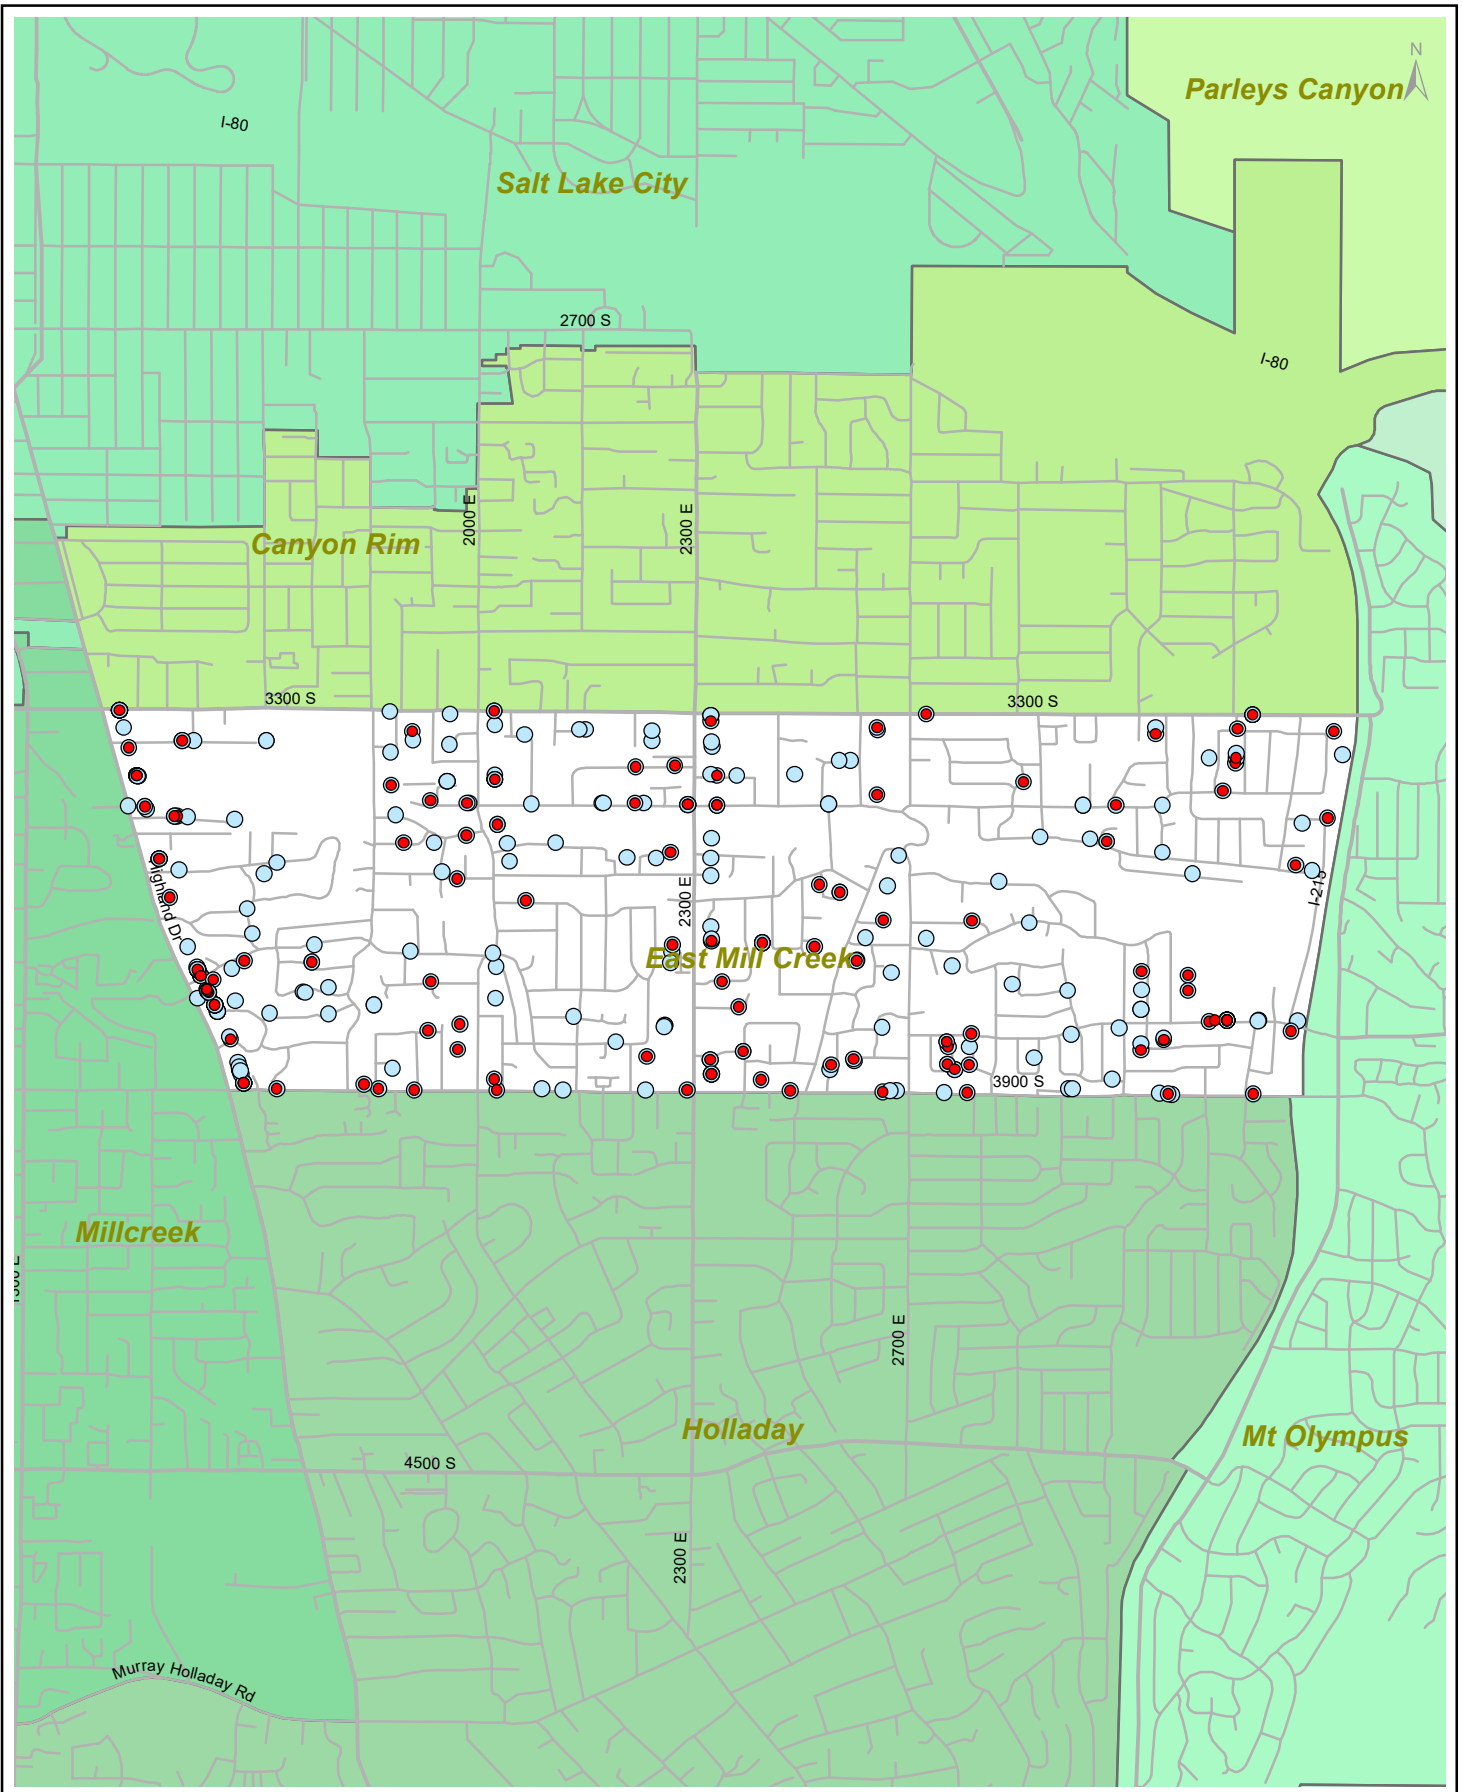 N
Parleys Canyon
I-80
Salt Lake City
2700 S
I-80
2000 E
2300 E
Canyon Rim
3300 S
3300 S
Highland Dr
2300 E
I-215
East Mill Creek
3900 S
Millcreek
2700 E
Holladay
Mt Olympus
4500 S
2300 E
Murray Holladay Rd